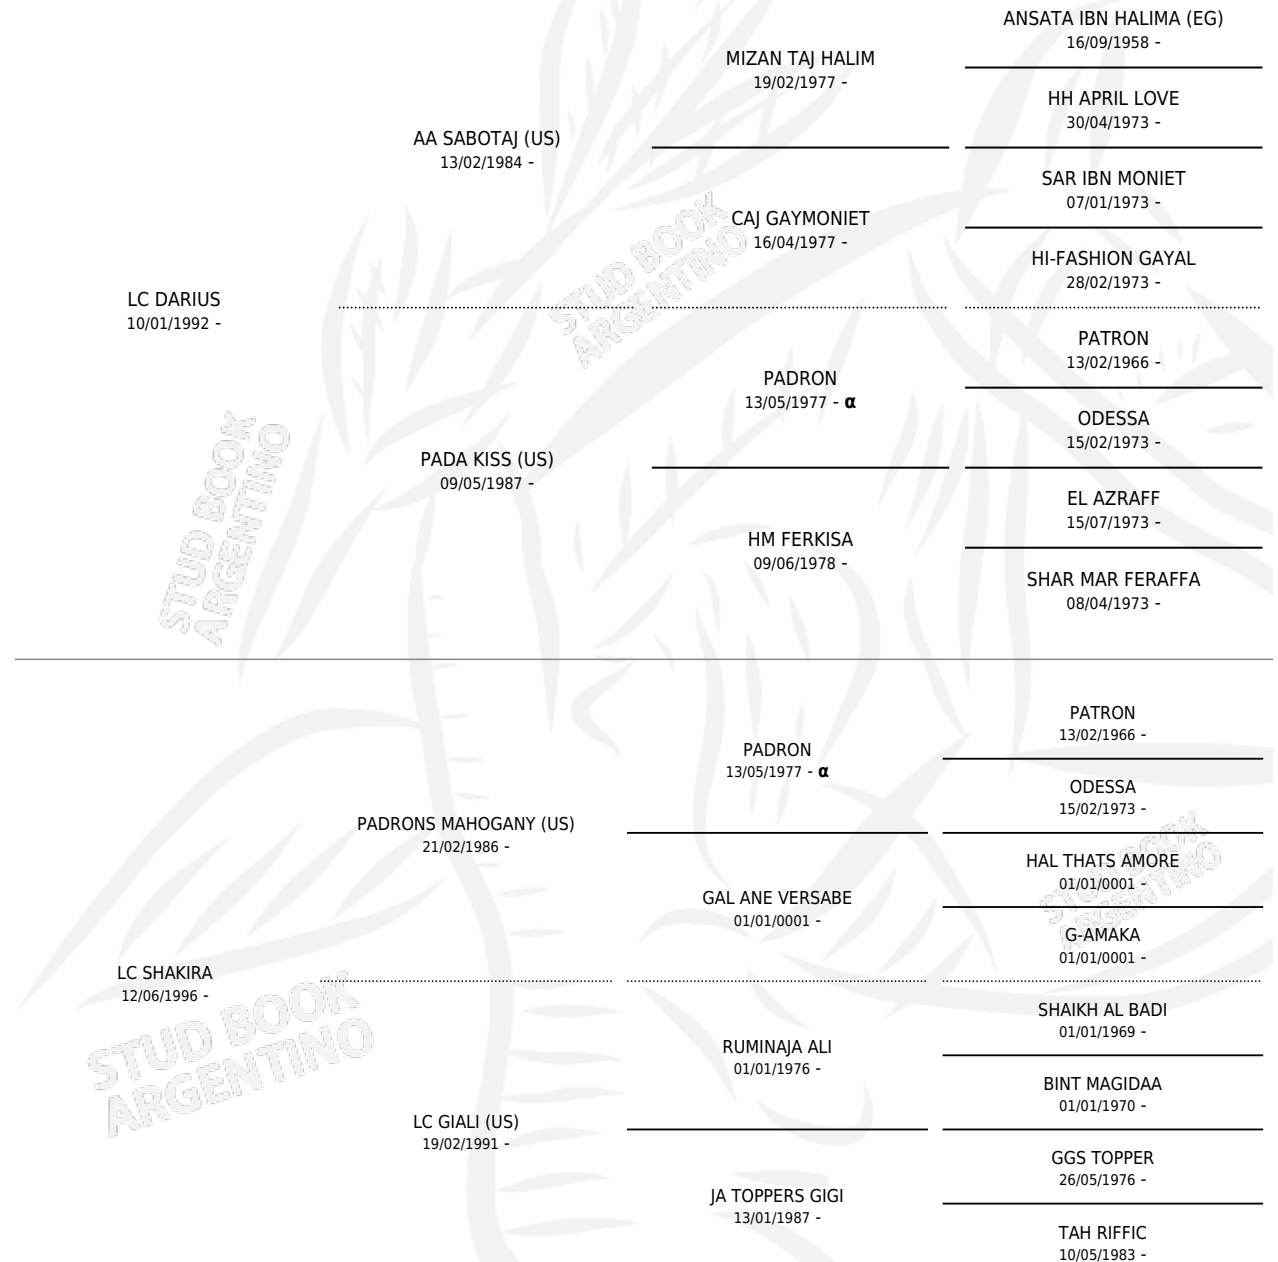 ANSATA IBN HALIMA (EG)
16/09/1958 -
MIZAN TAJ HALIM
19/02/1977 -
HH APRIL LOVE
30/04/1973 -
AA SABOTAJ (US)
13/02/1984 -
SAR IBN MONIET
07/01/1973 -
CAJ GAYMONIET
16/04/1977 -
HI-FASHION GAYAL
28/02/1973 -
LC DARIUS
10/01/1992 -
PATRON
13/02/1966 -
PADRON
13/05/1977 - α
ODESSA
15/02/1973 -
PADA KISS (US)
09/05/1987 -
EL AZRAFF
15/07/1973 -
HM FERKISA
09/06/1978 -
SHAR MAR FERAFFA
08/04/1973 -
STUD BOOK
ARGENTINO
STUD BOOK
ARGENTINO
PATRON
13/02/1966 -
PADRON
13/05/1977 - α
ODESSA
15/02/1973 -
PADRONS MAHOGANY (US)
21/02/1986 -
HAL THATS AMORE
01/01/0001 -
GAL ANE VERSABE
01/01/0001 -
G-AMAKA
01/01/0001 -
LC SHAKIRA
12/06/1996 -
SHAIKH AL BADI
01/01/1969 -
RUMINAJA ALI
01/01/1976 -
BINT MAGIDAA
01/01/1970 -
LC GIALI (US)
19/02/1991 -
GGS TOPPER
26/05/1976 -
JA TOPPERS GIGI
13/01/1987 -
TAH RIFFIC
10/05/1983 -
STUD BOOK
ARGENTINO
STUD BOOK
ARGENTINO